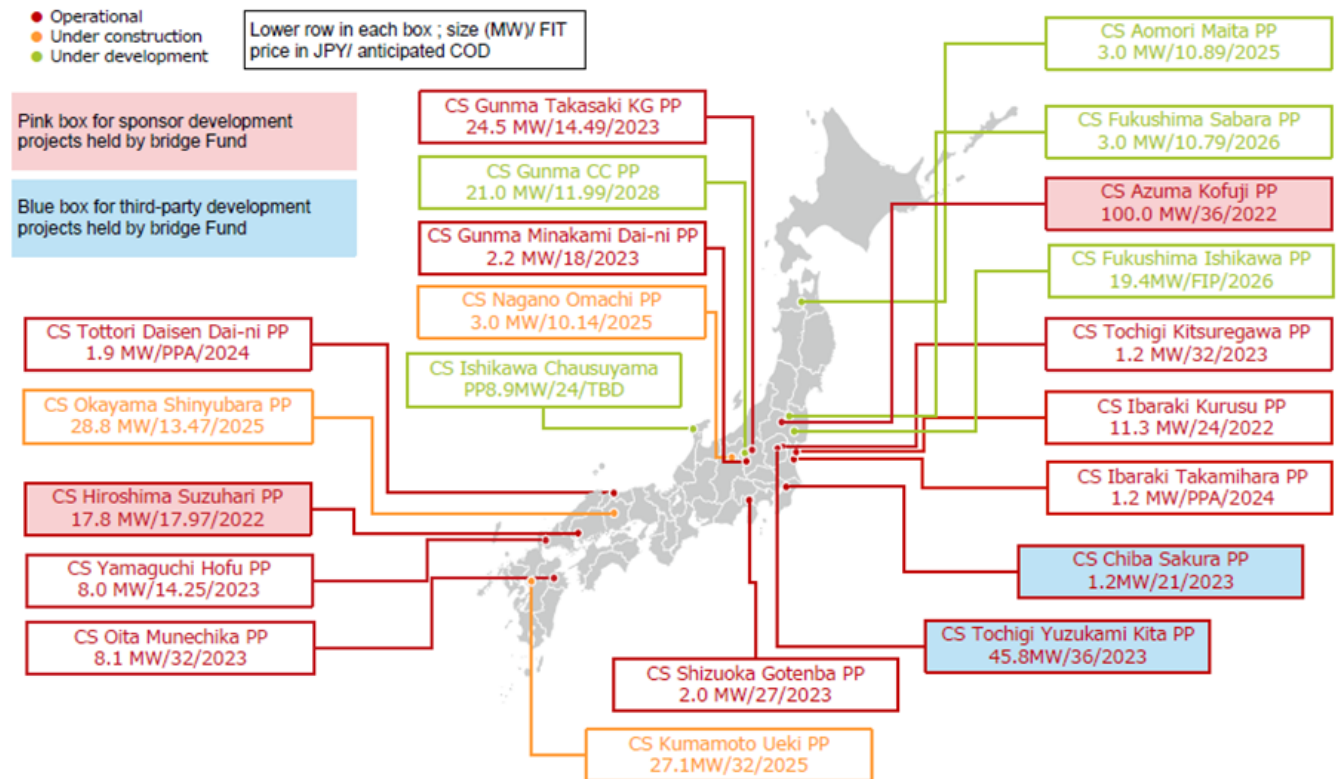 Operational
Under construction
Under development
Lower row in each box ; size (MW)/ FIT
price in JPY/ anticipated COD
Pink box for sponsor development
projects held by bridge Fund
Blue box for third-party development
projects held by bridge Fund
CS Tottori Daisen Dai-ni PP
1.9 MW/PPA/2024
CS Okayama Shinyubara PP
28.8 MW/13.47/2025
CS Hiroshima Suzuhari PP
17.8 MW/17.97/2022
CS Yamaguchi Hofu PP
8.0 MW/14.25/2023
CS Oita Munechika PP
8.1 MW/32/2023
CS Gunma Takasaki KG PP
24.5 MW/14.49/2023
CS Gunma CC PP
21.0 MW/11.99/2028
CS Gunma Minakami Dai-ni PP
2.2 MW/18/2023
CS Nagano Omachi PP
3.0 MW/10.14/2025
CS Ishikawa Chausuyama
PP8.9MW/24/TBD
CS Aomori Maita PP
3.0 MW/10.89/2025
CS Fukushima Sabara PP
3.0 MW/10.79/2026
CS Azuma Kofuji PP
100.0 MW/36/2022
CS Fukushima Ishikawa PP
19.4MW/FIP/2026
CS Tochigi Kitsuregawa PP
1.2 MW/32/2023
CS Ibaraki Kurusu PP
11.3 MW/24/2022
CS Ibaraki Takamihara PP
1.2 MW/PPA/2024
CS Chiba Sakura PP
1.2MW/21/2023
CS Tochigi Yuzukami Kita PP
45.8MW/36/2023
CS Shizuoka Gotenba PP
2.0 MW/27/2023
CS Kumamoto Ueki PP
27.1MW/32/2025